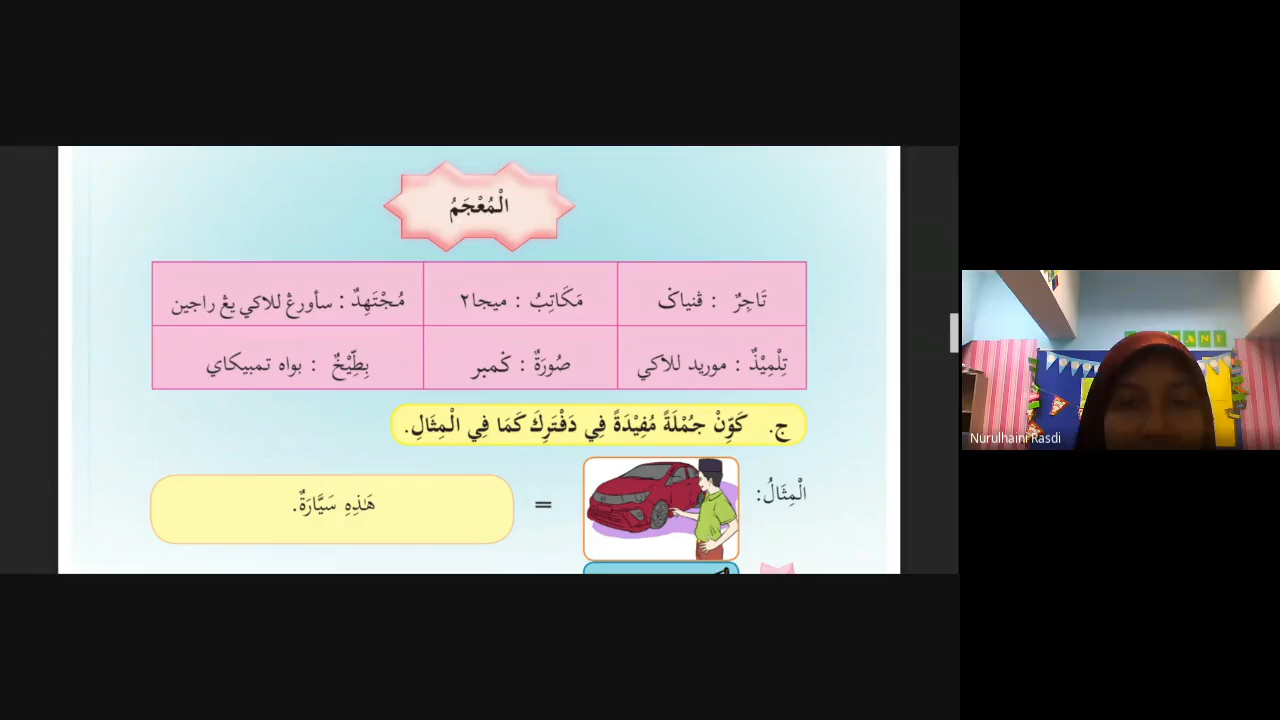 الْمُعْجَمُ
تَاجِرٌ : ڤنياݢ
مَكَاتِبُ : ميجا٢
مُجْتَهِدٌ : سأورڠ للاكي يڠ راجين
تِلْمِيْذٌ : موريد للاكي
صُورَةٌ : ݢمبر
بِطِّيْخٌ : بواه تمبيكاي
ج. كَوِّنْ جُمْلَةً مُفِيْدَةً فِي دَفْتَرِكَ كَمَا فِي الْمِثَالِ.
الْمِثَالُ:
=
هَـٰذِهِ سَيَّارَةٌ.
Nurulhaini Rasdi